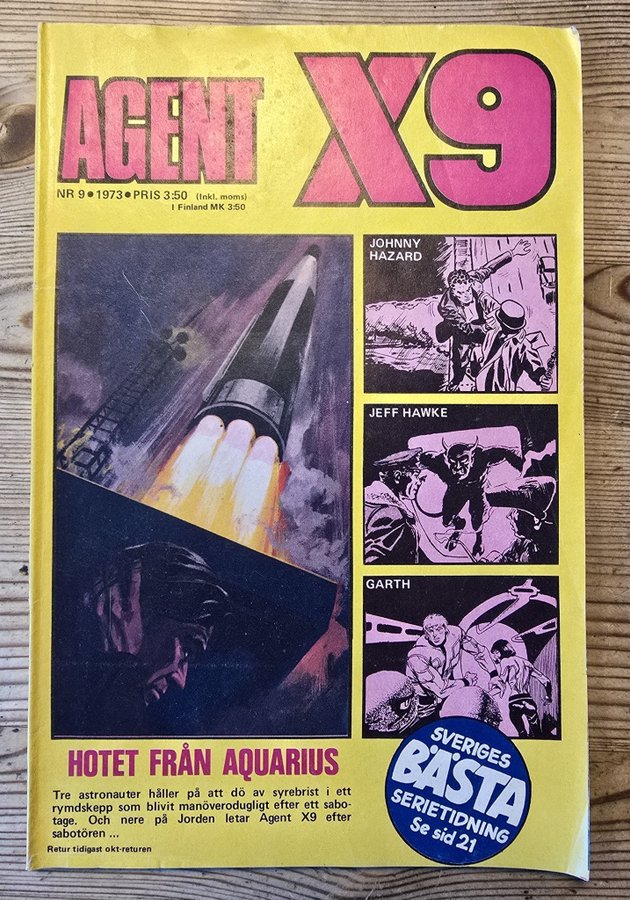 AGENT X9
NR 9 • 1973 • PRIS 3:50 (Inkl. moms)
I Finland MK 3:50
JOHNNY
HAZARD
JEFF HAWKE
GARTH
HOTET FRÅN AQUARIUS
Tre astronauter håller på att dö av syrebrist i ett
rymdskepp som blivit manöverodugligt efter ett sabo-
tage. Och nere på Jorden letar Agent X9 efter
sabotören ...
Retur tidigast okt-returen
SVERIGES
BÄSTA
SERIETIDNING
Se sid 21